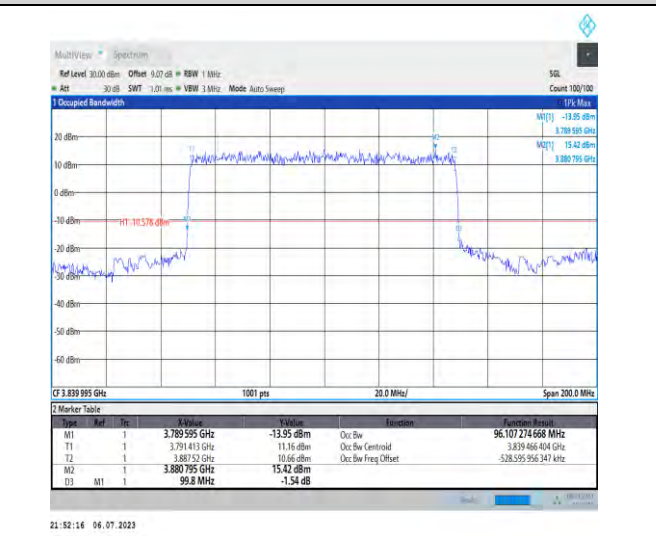 MultiView Spectrum
Ref Level 30.00 dBm Offset 9.07 dB RBW 1 MHz SGL
Att 30 dB SWT 1.01 ms VBW 3 MHz Mode Auto Sweep Count 100/100
1 Occupied Bandwidth 1Pk Max
M1[1] -13.95 dBm
3.789 595 GHz
M2[1] 15.42 dBm
3.880 795 GHz
20 dBm
M2
T1
T2
10 dBm
0 dBm
-10 dBm
H1 -10.578 dBm
M1
D3
-20 dBm
-30 dBm
-40 dBm
-50 dBm
-60 dBm
CF 3.839 995 GHz 1001 pts 20.0 MHz/ Span 200.0 MHz
2 Marker Table
Type Ref Trc X-Value Y-Value Function Function Result
M1 1 3.789 595 GHz -13.95 dBm Occ Bw 96.107 274 668 MHz
T1 1 3.791 413 GHz 11.16 dBm Occ Bw Centroid 3.839 466 404 GHz
T2 1 3.887 52 GHz 10.66 dBm Occ Bw Freq Offset -528.595 956 347 kHz
M2 1 3.880 795 GHz 15.42 dBm
D3 M1 1 99.8 MHz -1.54 dB
21:52:16 06.07.2023